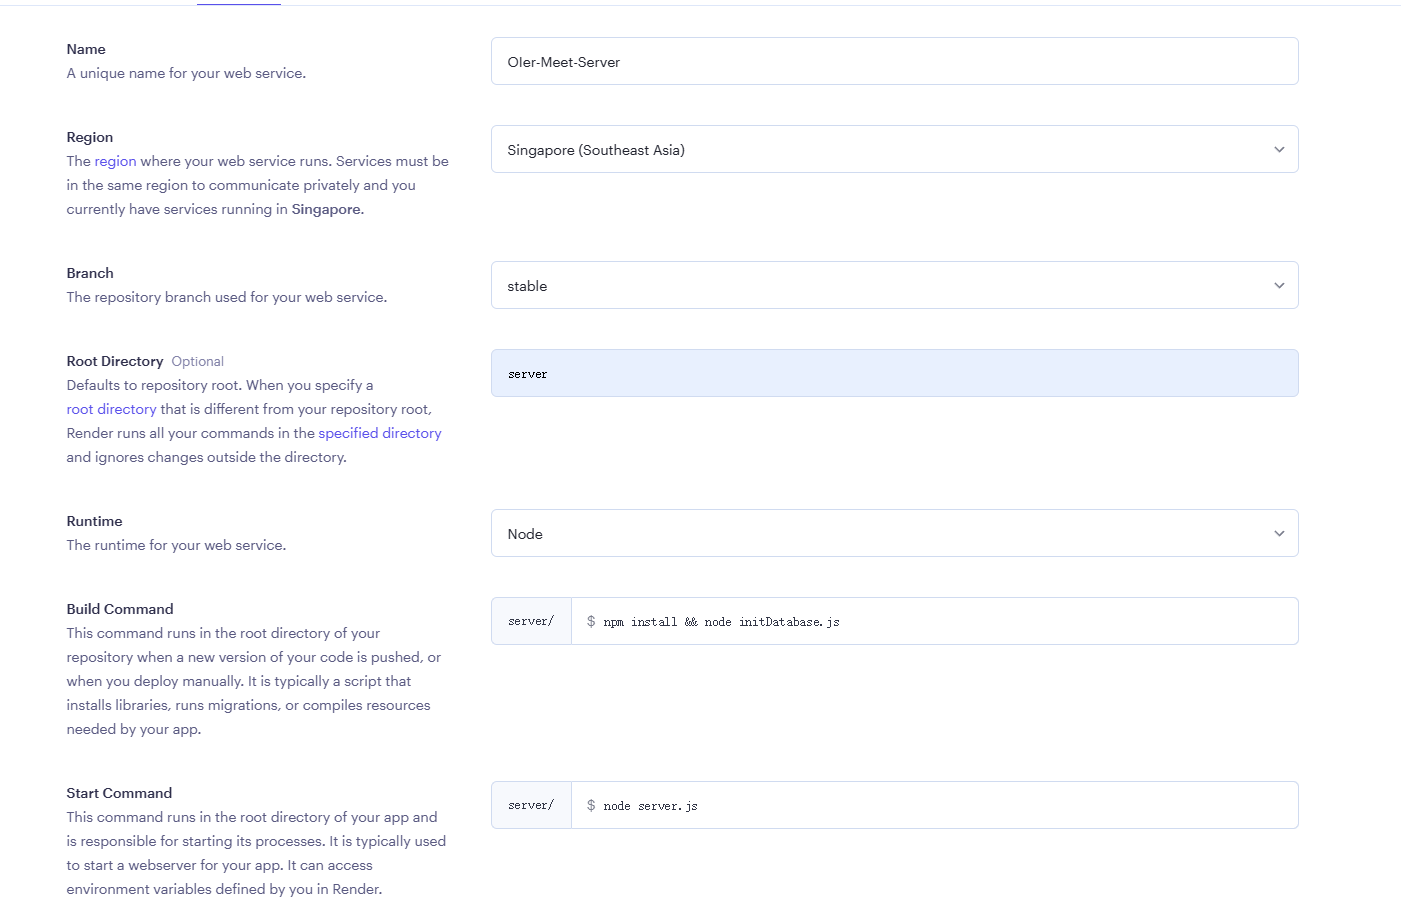 Name
A unique name for your web service.
OIer-Meet-Server
Region
The region where your web service runs. Services must be
in the same region to communicate privately and you
currently have services running in Singapore.
Singapore (Southeast Asia)
Branch
The repository branch used for your web service.
stable
Root Directory Optional
Defaults to repository root. When you specify a
root directory that is different from your repository root,
Render runs all your commands in the specified directory
and ignores changes outside the directory.
server
Runtime
The runtime for your web service.
Node
Build Command
This command runs in the root directory of your
repository when a new version of your code is pushed, or
when you deploy manually. It is typically a script that
installs libraries, runs migrations, or compiles resources
needed by your app.
server/ $ npm install && node initDatabase.js
Start Command
This command runs in the root directory of your app and
is responsible for starting its processes. It is typically used
to start a webserver for your app. It can access
environment variables defined by you in Render.
server/ $ node server.js